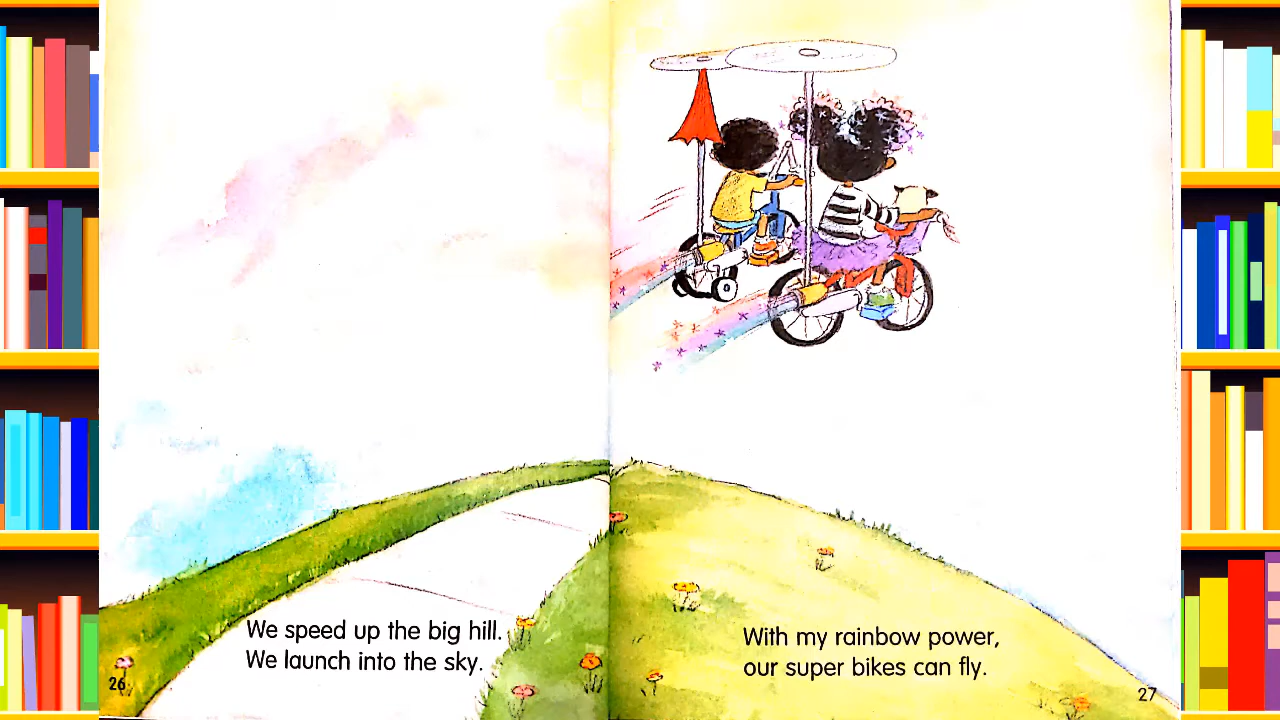 We speed up the big hill.
We launch into the sky.
26
With my rainbow power,
our super bikes can fly.
27